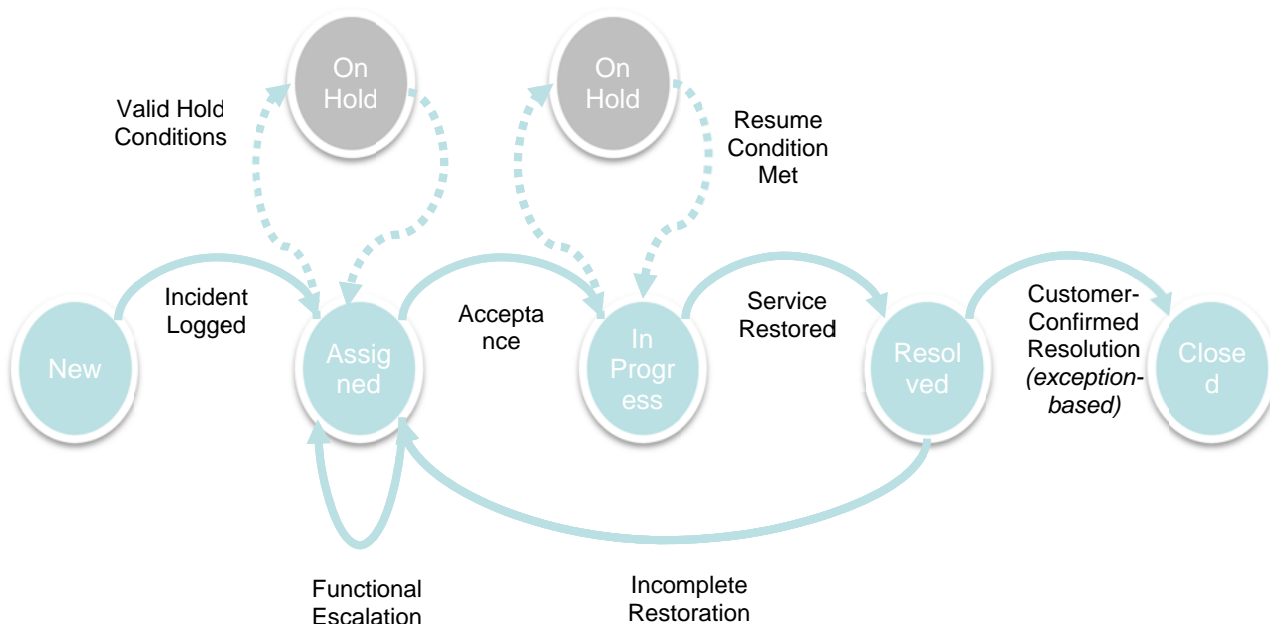 On
Hold
On
Hold
Valid Hold
Conditions
Resume
Condition
Met
Incident
Logged
Accepta
nce
Service
Restored
Customer-
Confirmed
Resolution
(exception-
based)
New
Assig
ned
In
Progr
ess
Resol
ved
Close
d
Functional
Escalation
Incomplete
Restoration